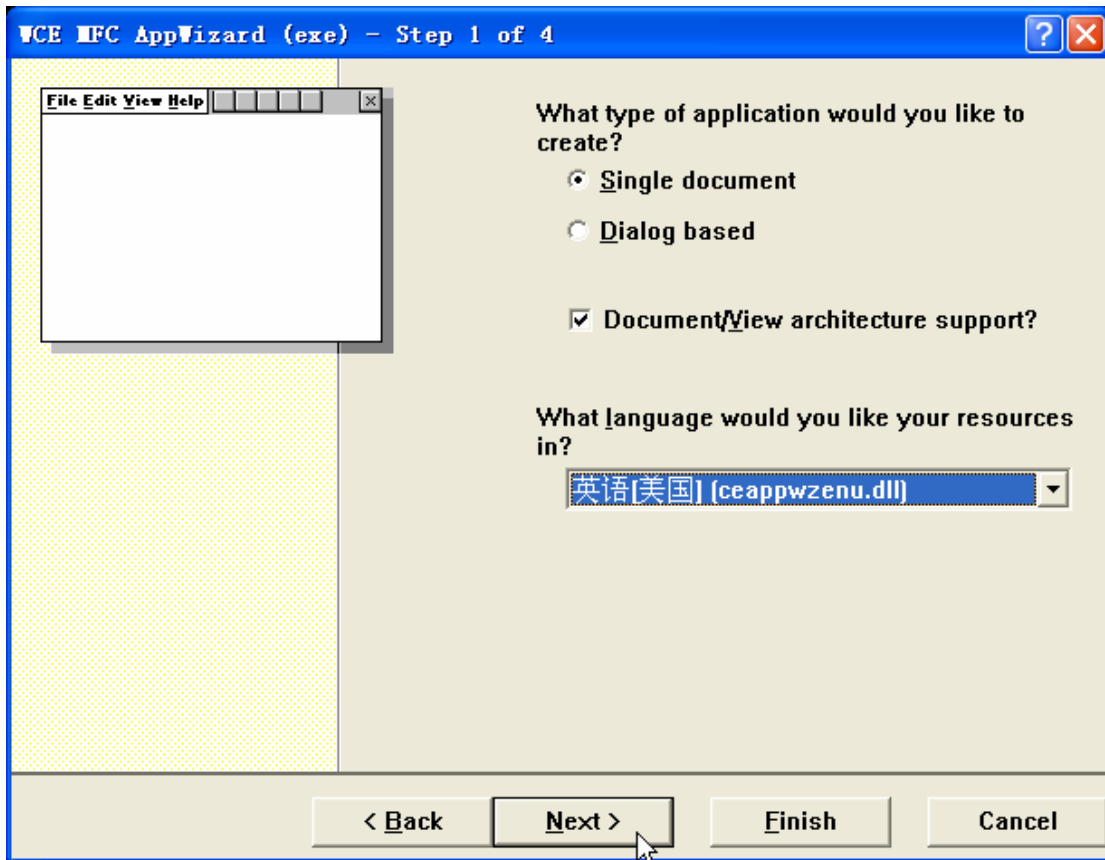 WCE MFC AppWizard (exe) - Step 1 of 4
File Edit View Help
What type of application would you like to
create?
Single document
Dialog based
Document/View architecture support?
What language would you like your resources
in?
英语[美国] (ceappwzenu.dll)
< Back
Next >
Finish
Cancel